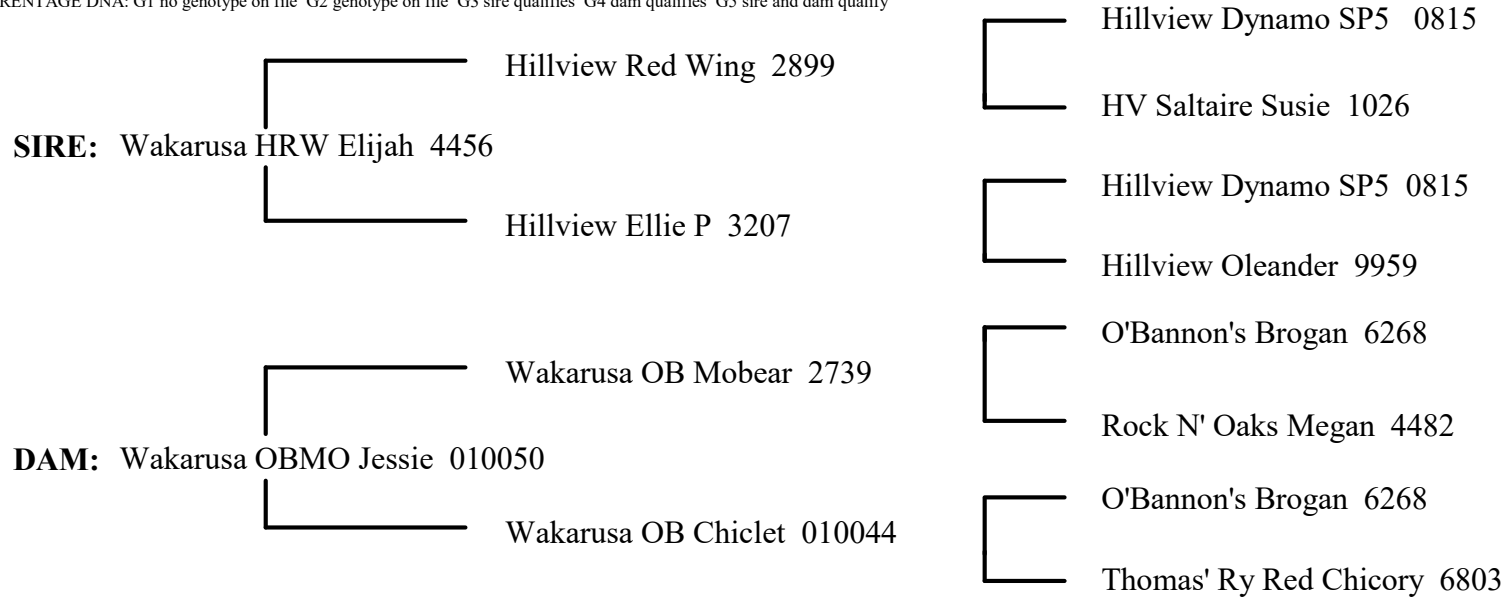 PARENTAGE DNA: G1 no genotype on file G2 genotype on file G3 sire qualifies G4 dam qualifies G5 sire and dam qualify
Hillview Dynamo SP5 0815
Hillview Red Wing 2899
HV Saltaire Susie 1026
SIRE: Wakarusa HRW Elijah 4456
Hillview Dynamo SP5 0815
Hillview Ellie P 3207
Hillview Oleander 9959
O'Bannon's Brogan 6268
Wakarusa OB Mobear 2739
Rock N' Oaks Megan 4482
DAM: Wakarusa OBMO Jessie 010050
O'Bannon's Brogan 6268
Wakarusa OB Chiclet 010044
Thomas' Ry Red Chicory 6803